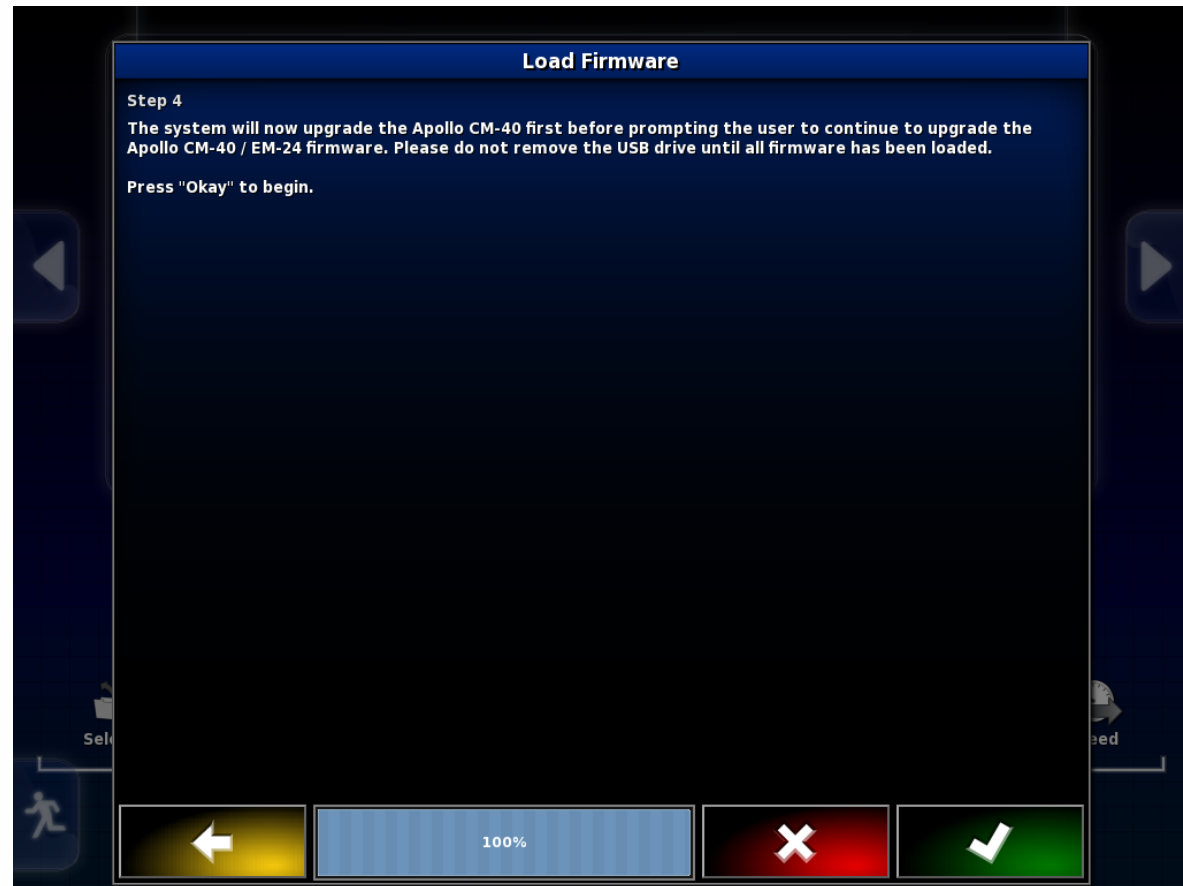 Load Firmware
Step 4
The system will now upgrade the Apollo CM-40 first before prompting the user to continue to upgrade the
Apollo CM-40 / EM-24 firmware. Please do not remove the USB drive until all firmware has been loaded.
Press "Okay" to begin.
100%